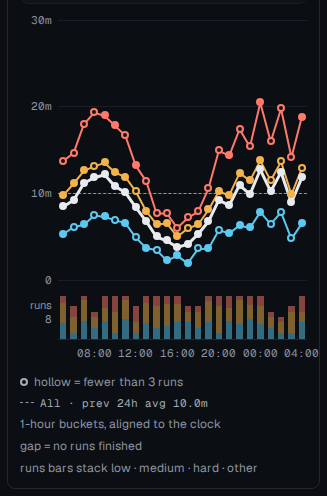 30m
20m
10m
0
runs
8
08:00 12:00 16:00 20:00 00:00 04:00
hollow = fewer than 3 runs
--- All · prev 24h avg 10.0m
1-hour buckets, aligned to the clock
gap = no runs finished
runs bars stack low · medium · hard · other